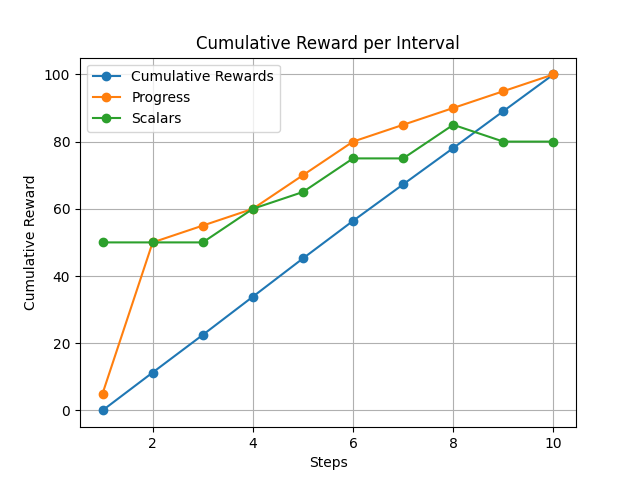 Cumulative Reward per Interval
Cumulative Rewards
Progress
Scalars
Cumulative Reward
100
80
60
40
20
0
2 4 6 8 10
Steps